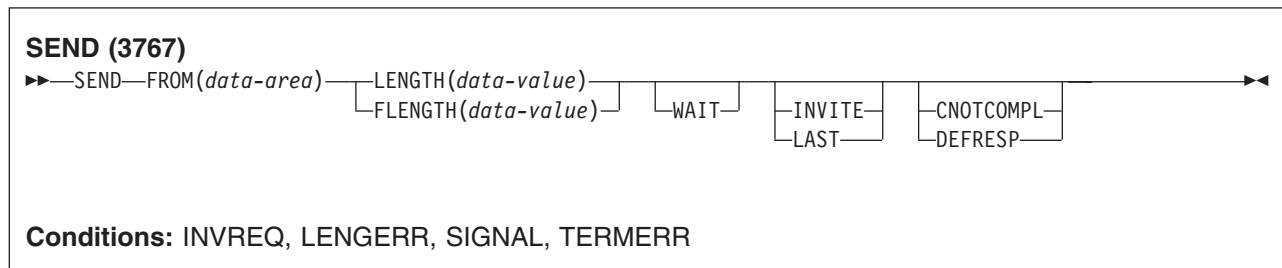 SEND (3767)
SEND FROM(data-area) LENGTH(data-value)
FLENGTH(data-value) WAIT INVITE CNOTCOMPL
LAST DEFRESP
Conditions: INVREQ, LENGERR, SIGNAL, TERMERR